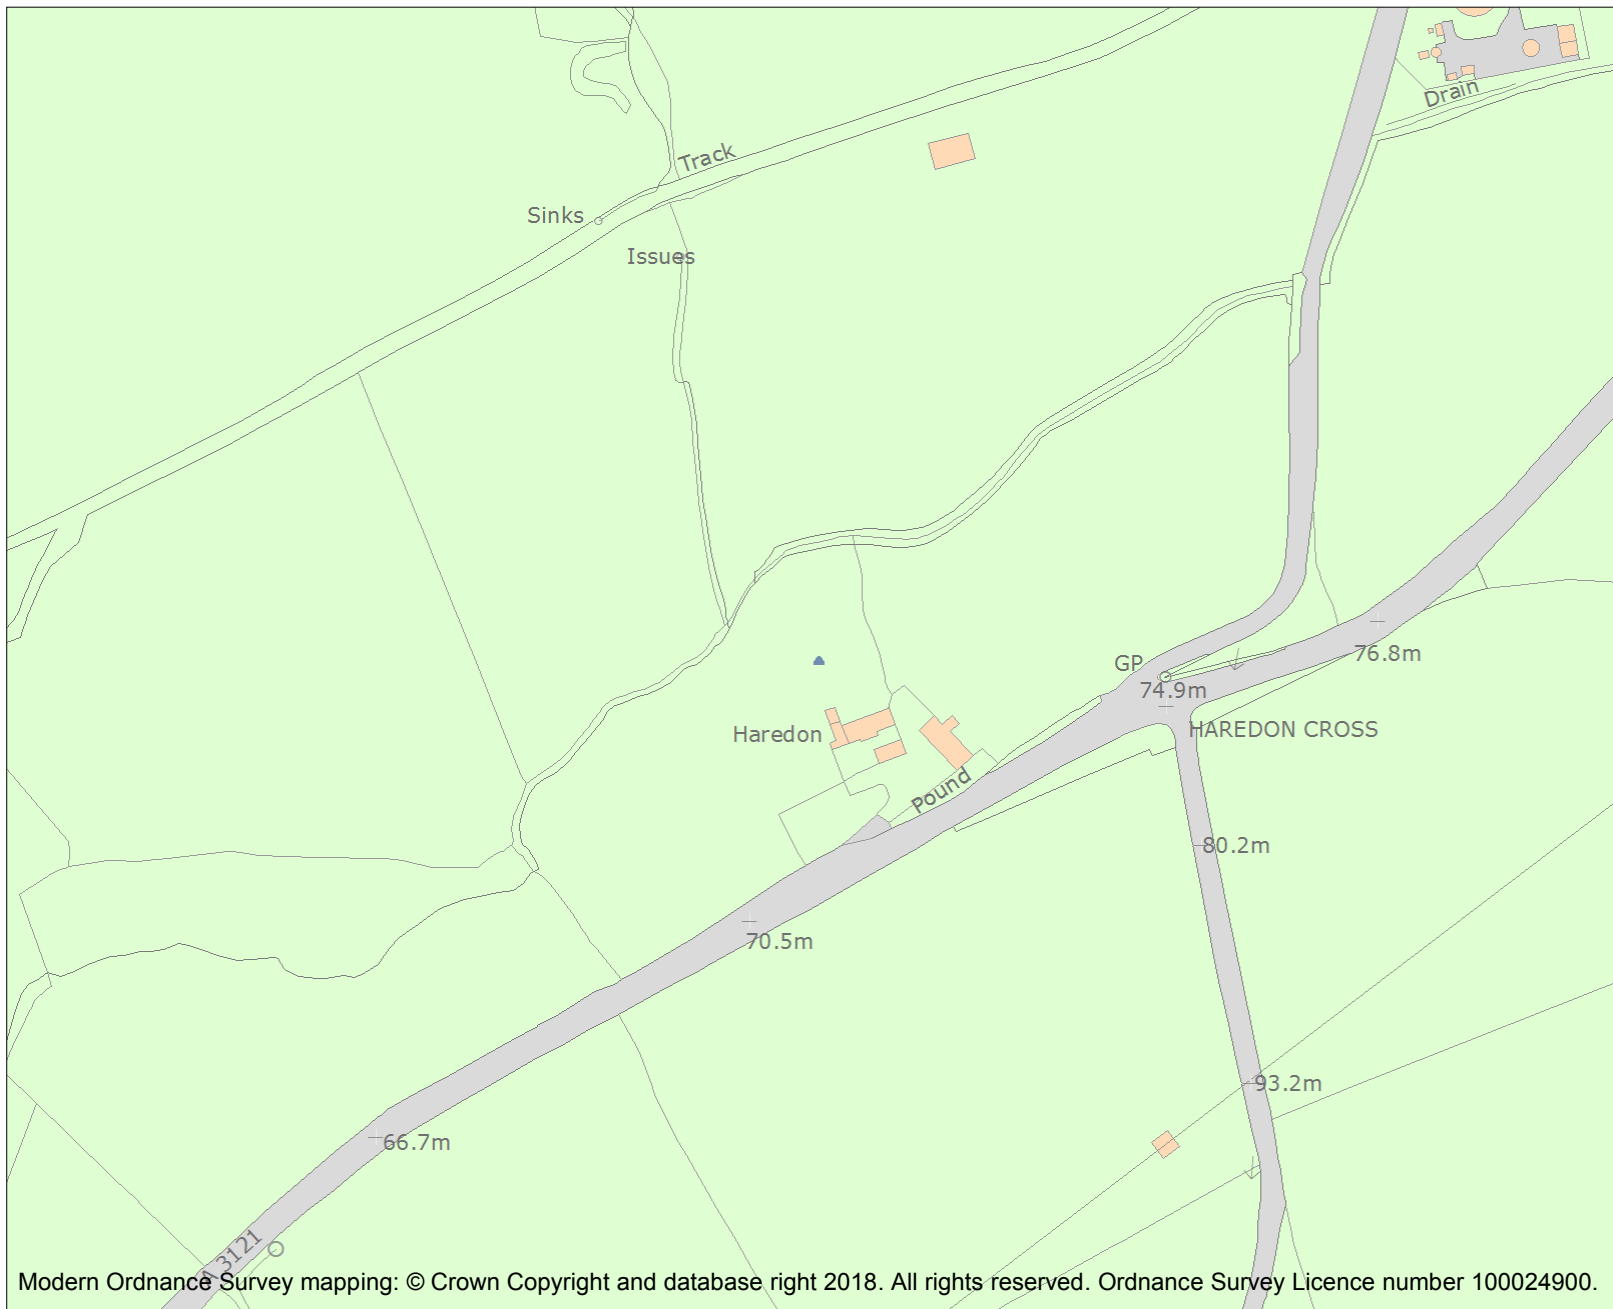 Drain
Track
Sinks
Issues
GP
76.8m
74.9m
HAREDON CROSS
Haredon
Pound
80.2m
70.5m
93.2m
66.7m
A 3121
Modern Ordnance Survey mapping: © Crown Copyright and database right 2018. All rights reserved. Ordnance Survey Licence number 100024900.